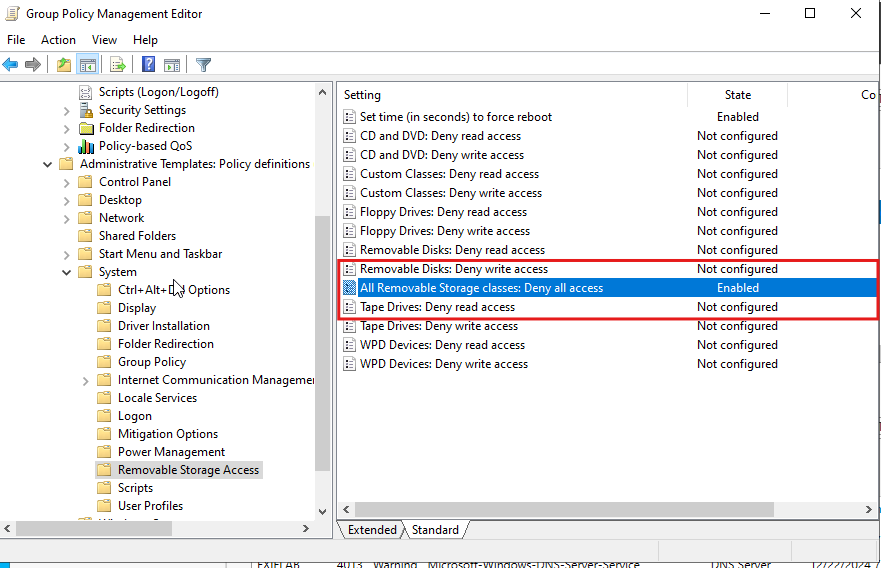 Group Policy Management Editor
File Action View Help
Scripts (Logon/Logoff)
Security Settings
Folder Redirection
Policy-based QoS
Administrative Templates: Policy definitions
Control Panel
Desktop
Network
Shared Folders
Start Menu and Taskbar
System
Ctrl+Alt+Del Options
Display
Driver Installation
Folder Redirection
Group Policy
Internet Communication Managemen
Locale Services
Logon
Mitigation Options
Power Management
Removable Storage Access
Scripts
User Profiles
Setting State Co
Set time (in seconds) to force reboot Enabled
CD and DVD: Deny read access Not configured
CD and DVD: Deny write access Not configured
Custom Classes: Deny read access Not configured
Custom Classes: Deny write access Not configured
Floppy Drives: Deny read access Not configured
Floppy Drives: Deny write access Not configured
Removable Disks: Deny read access Not configured
Removable Disks: Deny write access Not configured
All Removable Storage classes: Deny all access Enabled
Tape Drives: Deny read access Not configured
Tape Drives: Deny write access Not configured
WPD Devices: Deny read access Not configured
WPD Devices: Deny write access Not configured
Extended Standard
4013 Warning Microsoft-Windows-DNS-Server-Service DNS Server 12/22/2024